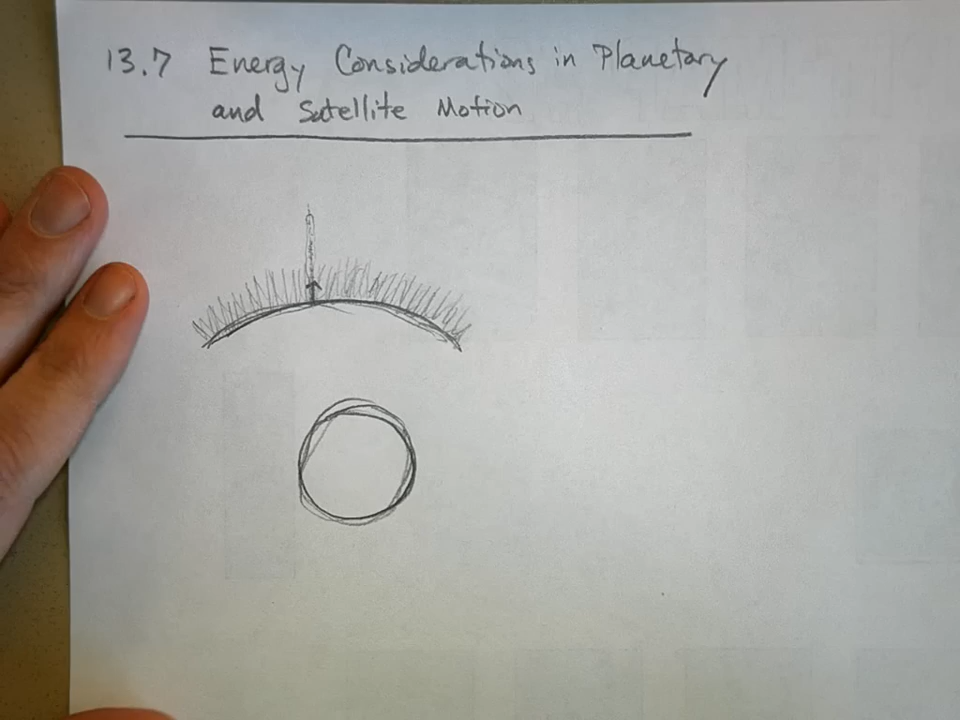 13.7 Energy Considerations in Planetary
and Satellite Motion